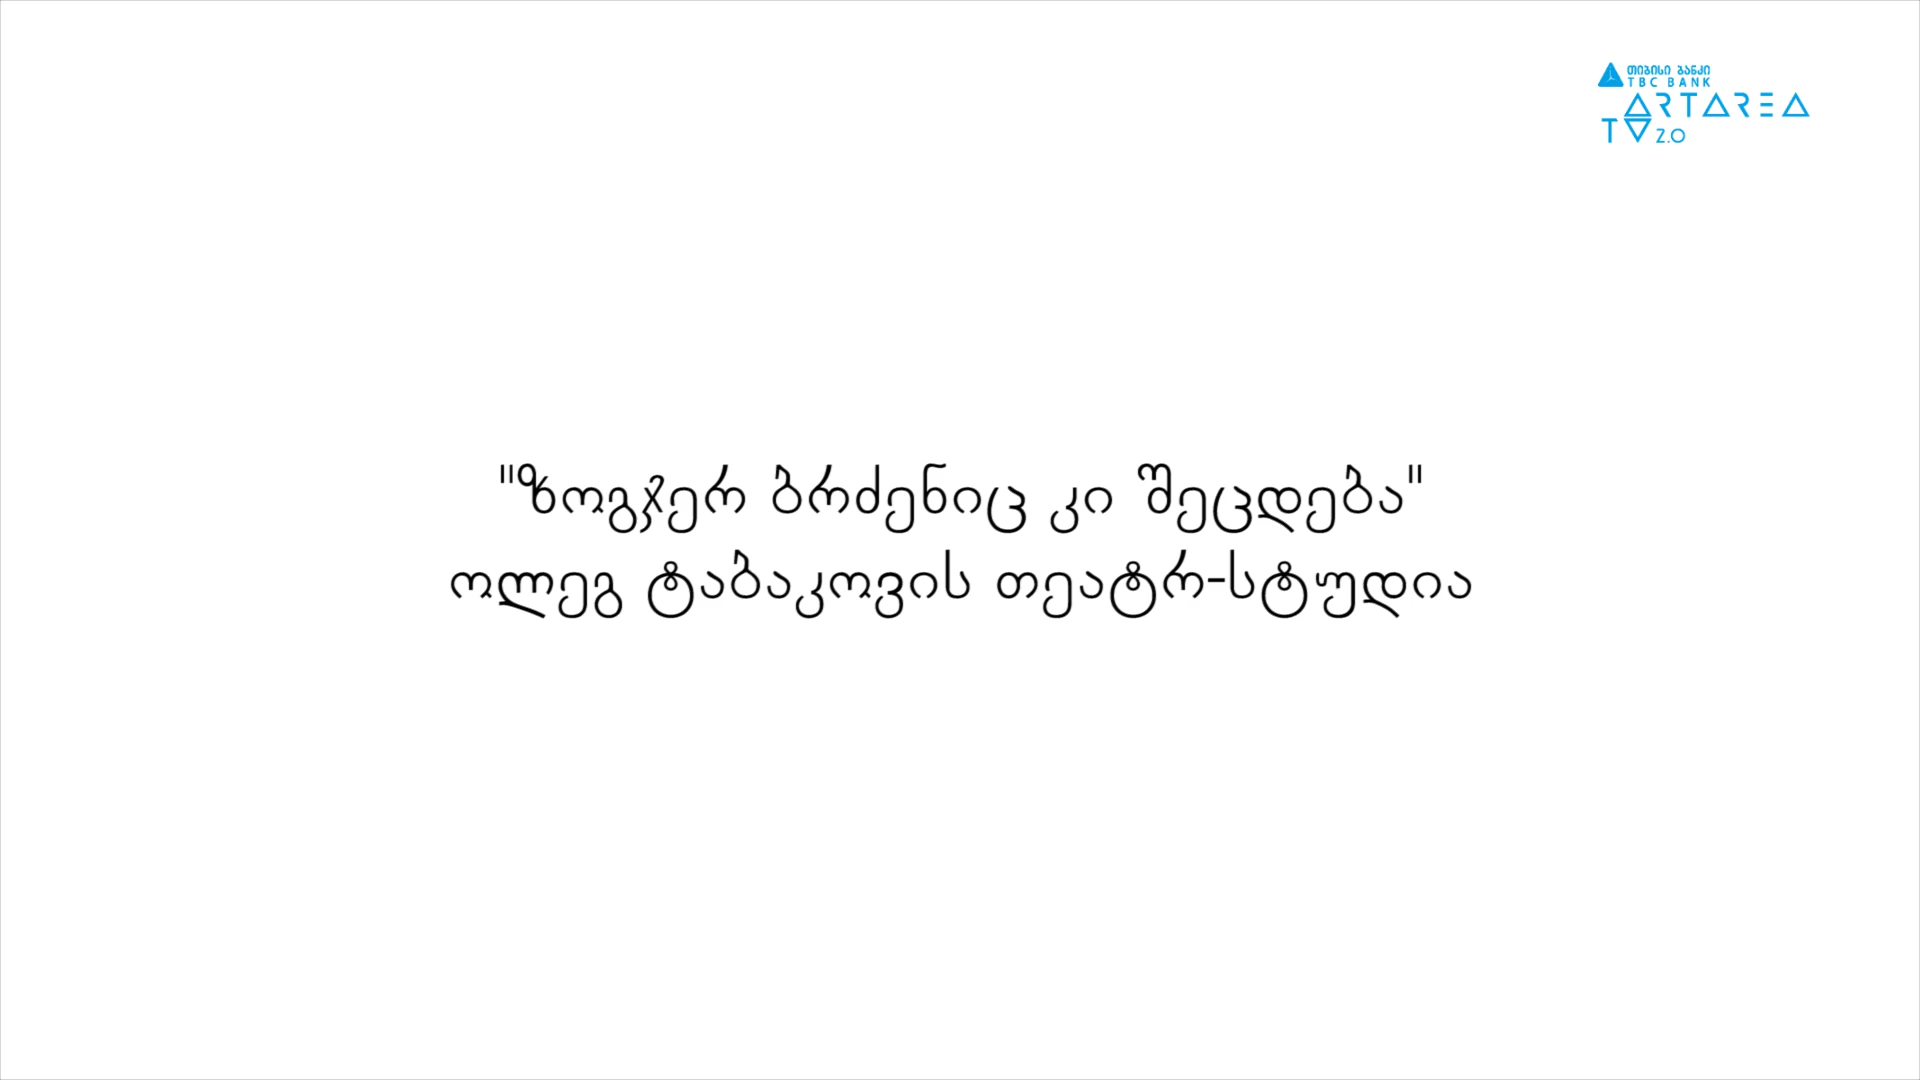 თიბისი ბანკი
TBC BANK
ARTAREA
TV 2.0
"ზოგჯერ ბრძენიც კი შეცდება"
ოლეგ ტაბაკოვის თეატრ-სტუდია